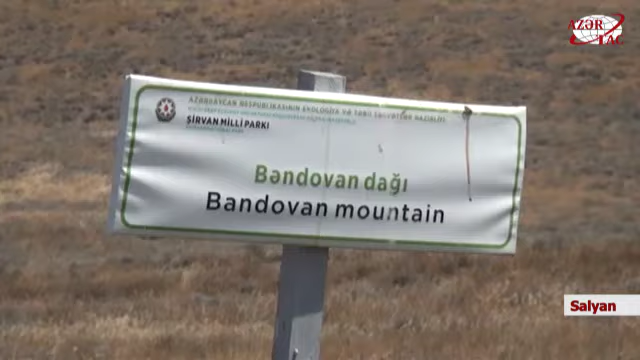 AZƏR
TAC
AZƏRBAYCAN RESPUBLİKASININ EKOLOGİYA VƏ TƏBİİ SƏRVƏTLƏR NAZİRLİYİ
ŞİRVAN MİLLİ PARKI
Bəndovan dağı
Bandovan mountain
Salyan